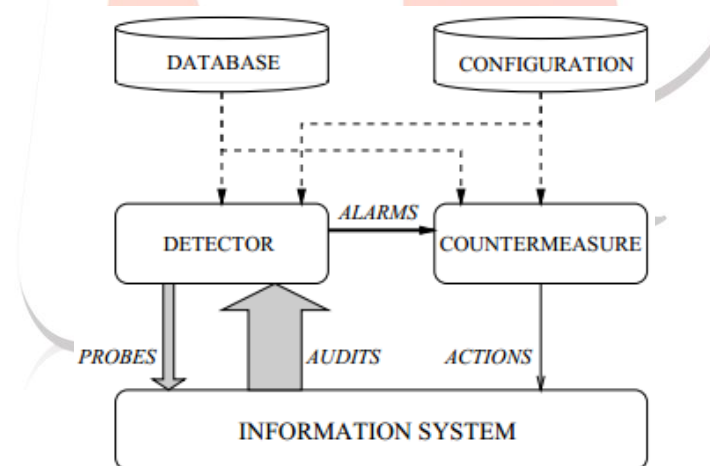 DATABASE
CONFIGURATION
ALARMS
DETECTOR
COUNTERMEASURE
PROBES
AUDITS
ACTIONS
INFORMATION SYSTEM